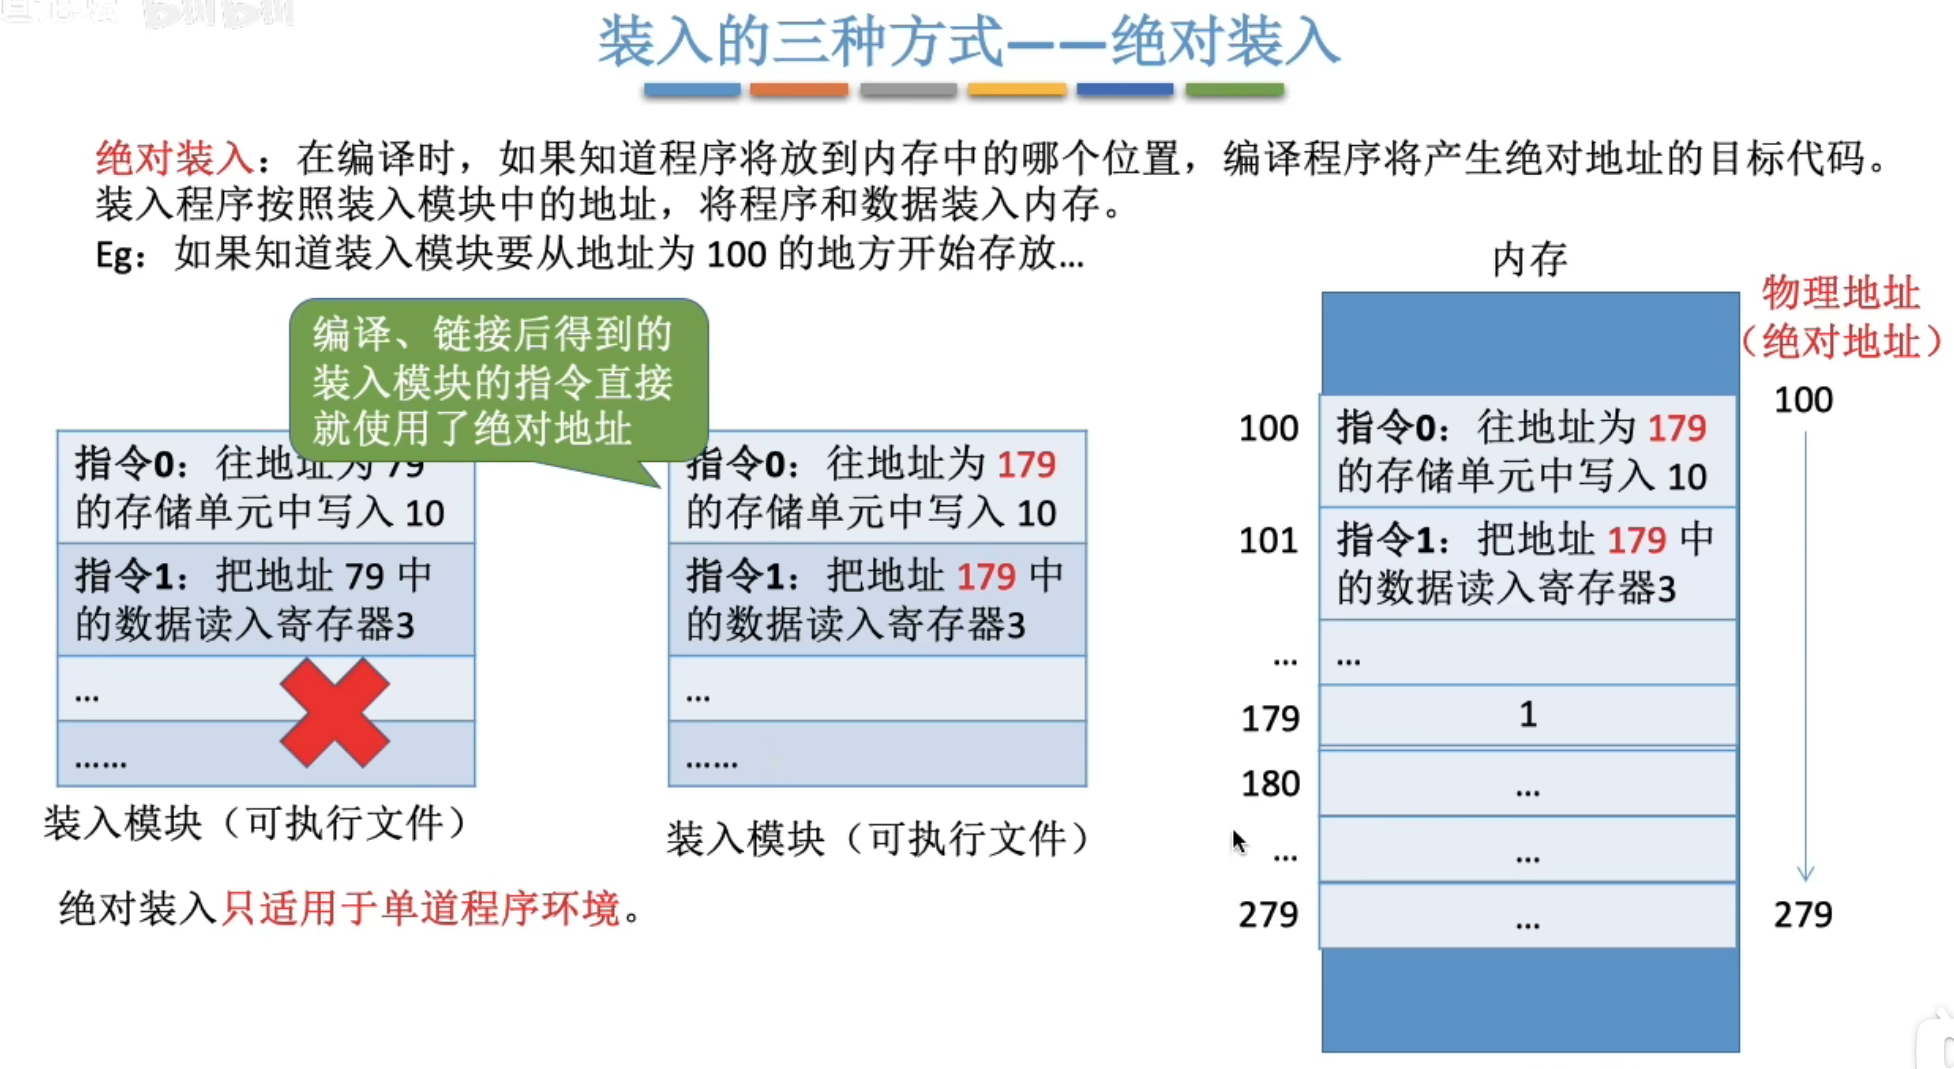 装入的三种方式——绝对装入
绝对装入：在编译时，如果知道程序将放到内存中的哪个位置，编译程序将产生绝对地址的目标代码。
装入程序按照装入模块中的地址，将程序和数据装入内存。
Eg：如果知道装入模块要从地址为 100 的地方开始存放...
编译、链接后得到的
装入模块的指令直接
就使用了绝对地址
指令0：往地址为 79
的存储单元中写入 10
指令1：把地址 79 中
的数据读入寄存器3
...
......
装入模块（可执行文件）
指令0：往地址为 179
的存储单元中写入 10
指令1：把地址 179 中
的数据读入寄存器3
...
......
装入模块（可执行文件）
绝对装入只适用于单道程序环境。
内存
物理地址
（绝对地址）
100
279
100
指令0：往地址为 179
的存储单元中写入 10
101
指令1：把地址 179 中
的数据读入寄存器3
...
...
179
1
180
...
...
...
279
...